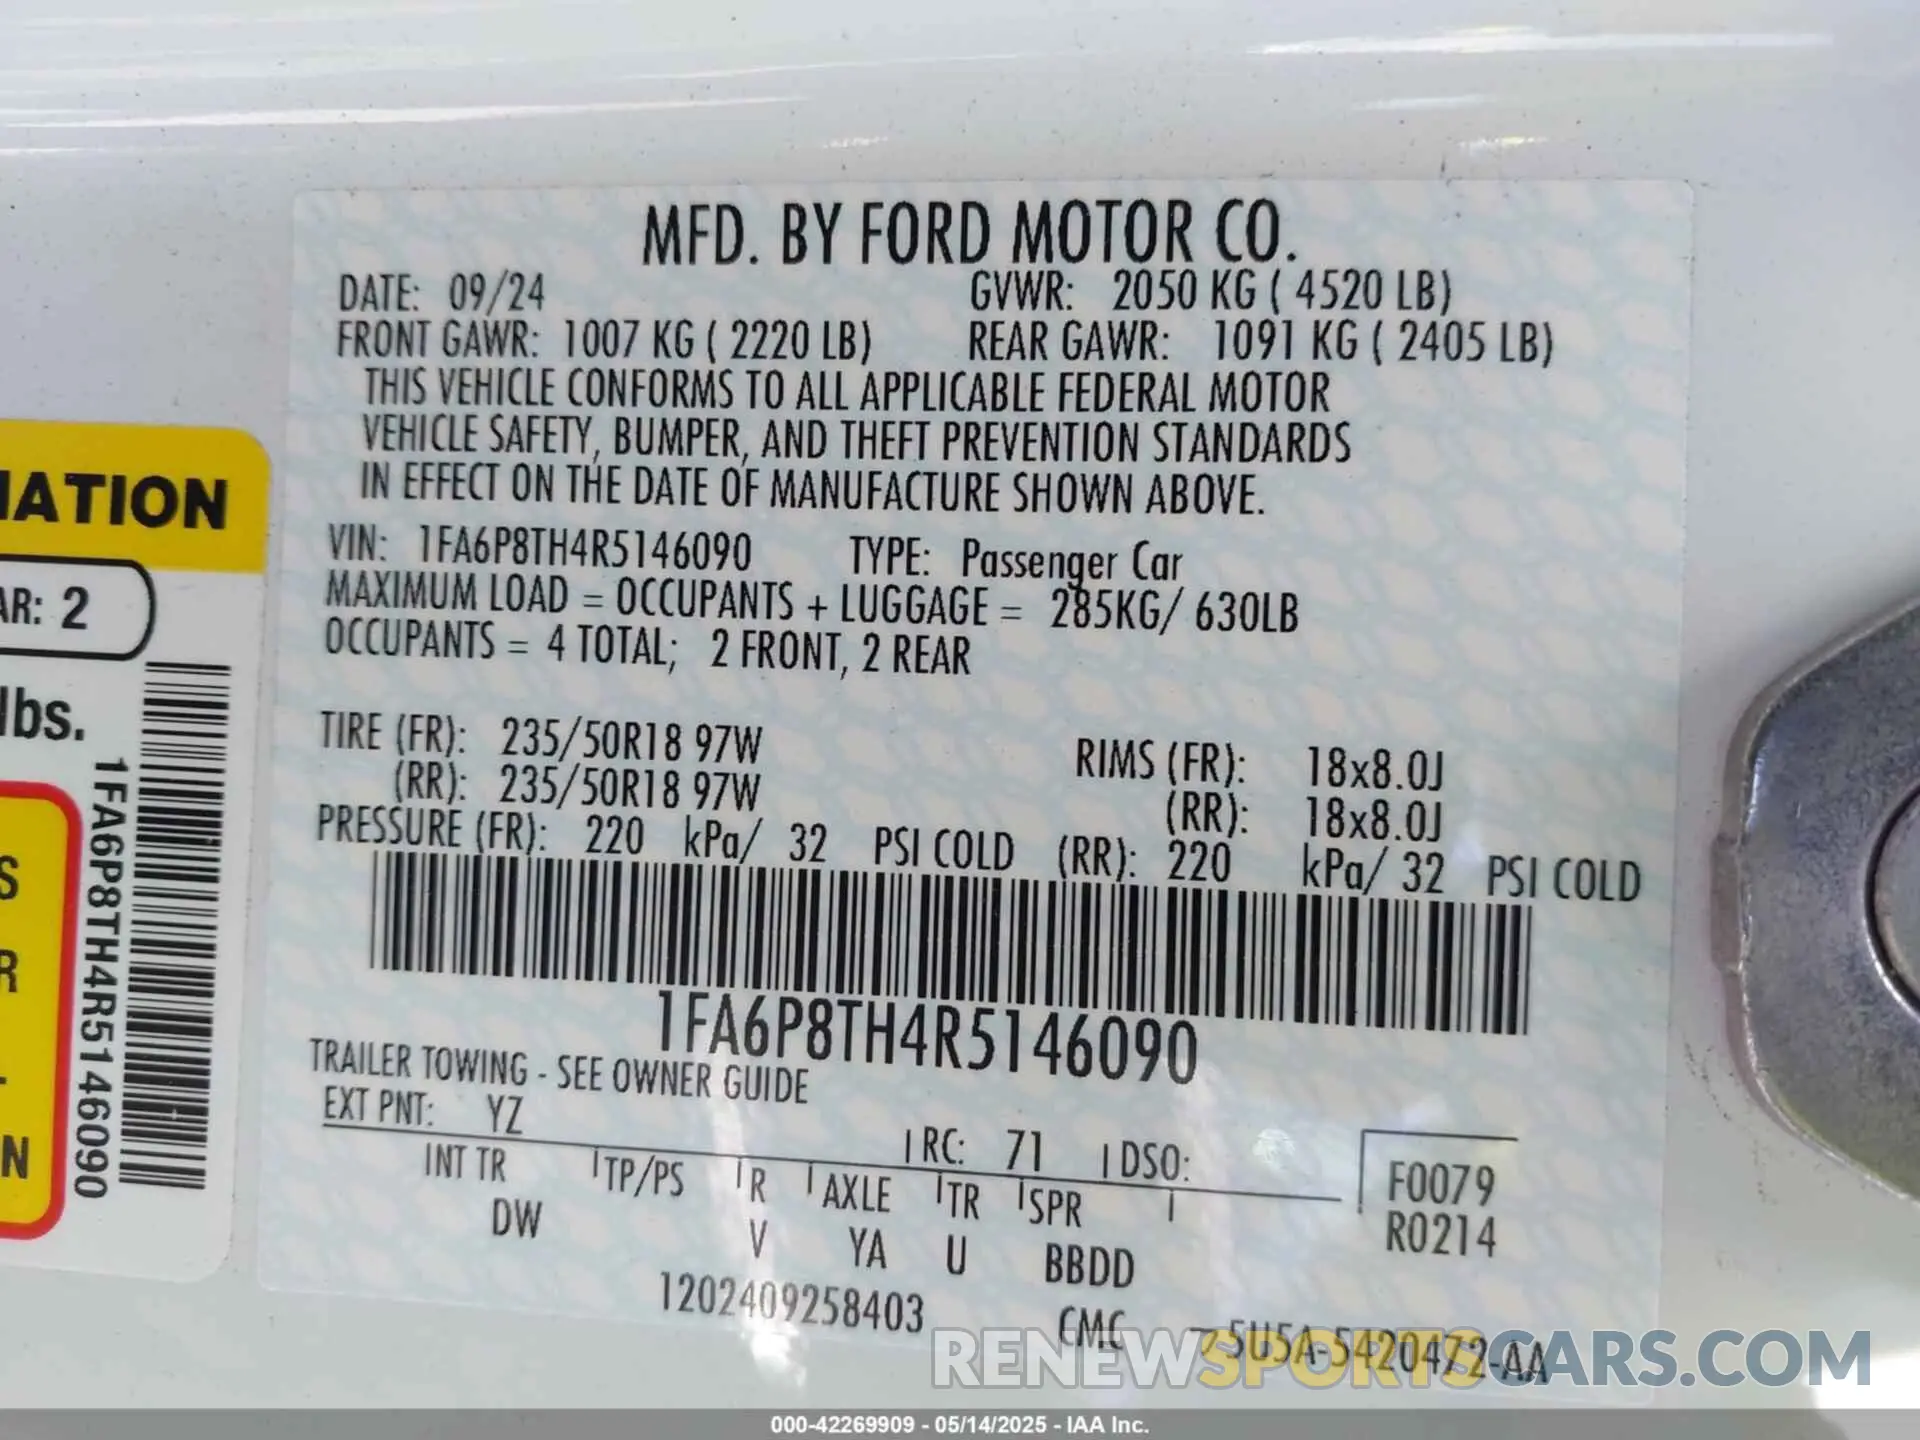 MFD. BY FORD MOTOR CO.
DATE: 09/24 GVWR: 2050 KG ( 4520 LB)
FRONT GAWR: 1007 KG ( 2220 LB) REAR GAWR: 1091 KG ( 2405 LB)
THIS VEHICLE CONFORMS TO ALL APPLICABLE FEDERAL MOTOR
VEHICLE SAFETY, BUMPER, AND THEFT PREVENTION STANDARDS
IN EFFECT ON THE DATE OF MANUFACTURE SHOWN ABOVE.
VIN: 1FA6P8TH4R5146090 TYPE: Passenger Car
MAXIMUM LOAD = OCCUPANTS + LUGGAGE = 285KG/ 630LB
OCCUPANTS = 4 TOTAL; 2 FRONT, 2 REAR
TIRE (FR): 235/50R18 97W RIMS (FR): 18x8.0J
(RR): 235/50R18 97W (RR): 18x8.0J
PRESSURE (FR): 220 kPa/ 32 PSI COLD (RR): 220 kPa/ 32 PSI COLD
1FA6P8TH4R5146090
TRAILER TOWING - SEE OWNER GUIDE
EXT PNT: YZ RC: 71 DSO:
INT TR TP/PS R AXLE TR SPR F0079
DW V YA U BBDD R0214
1202409258403 CMC 5U5A-5420472-AA
IATION
AR: 2
lbs.
S
R
N
1FA6P8TH4R5146090
RENEWSPORTSCARS.COM
000-42269909 - 05/14/2025 - IAA Inc.